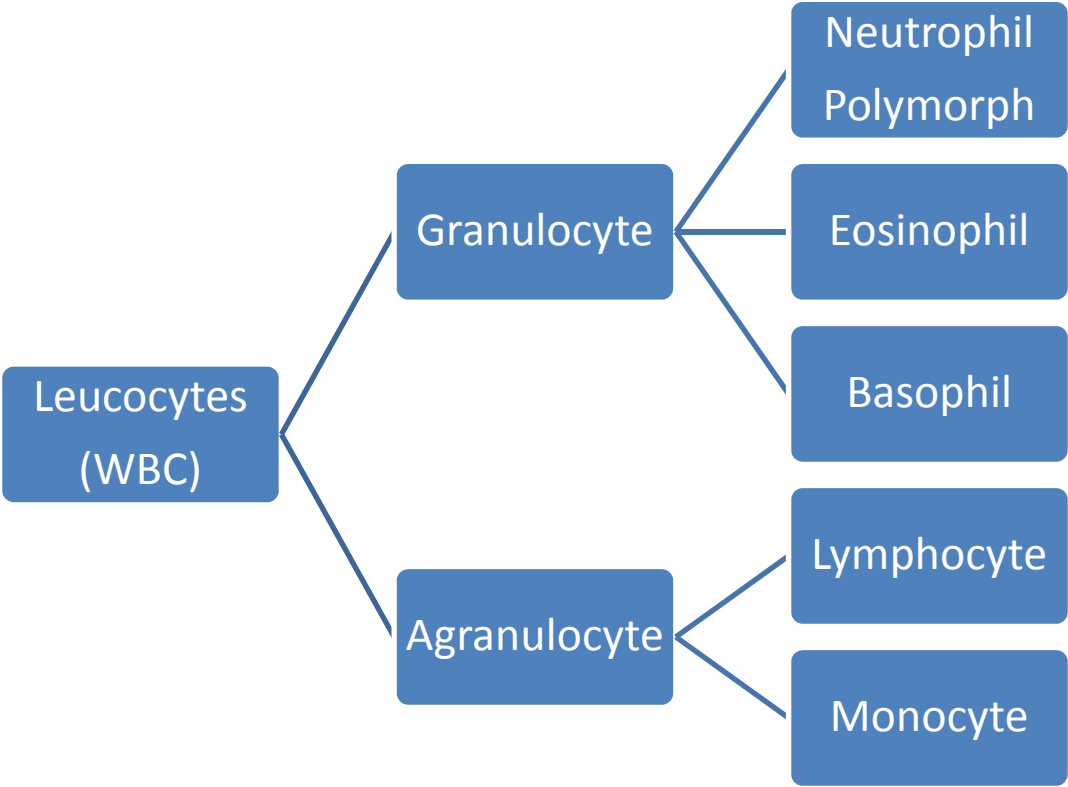 Neutrophil
Polymorph
Granulocyte
Eosinophil
Basophil
Leucocytes
(WBC)
Lymphocyte
Agranulocyte
Monocyte